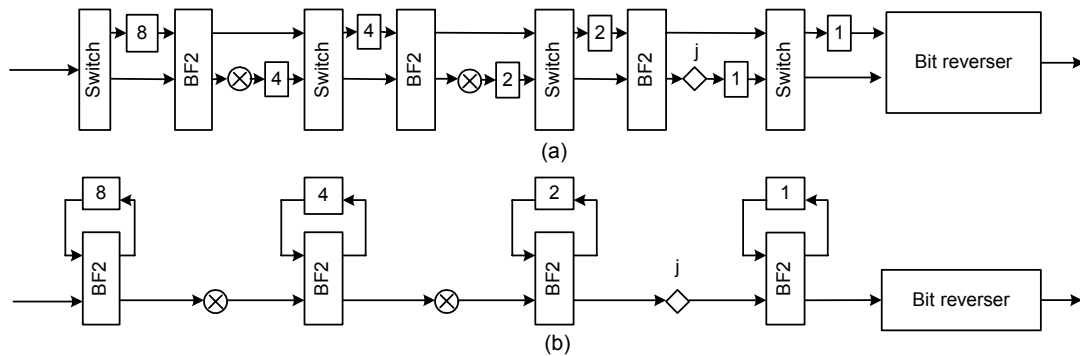 Switch 8 BF2 4 Switch 4 BF2 2 Switch 2 BF2 j 1 Switch 1 Bit reverser
(a)
8 4 2 1
BF2 BF2 BF2 j BF2 Bit reverser
(b)